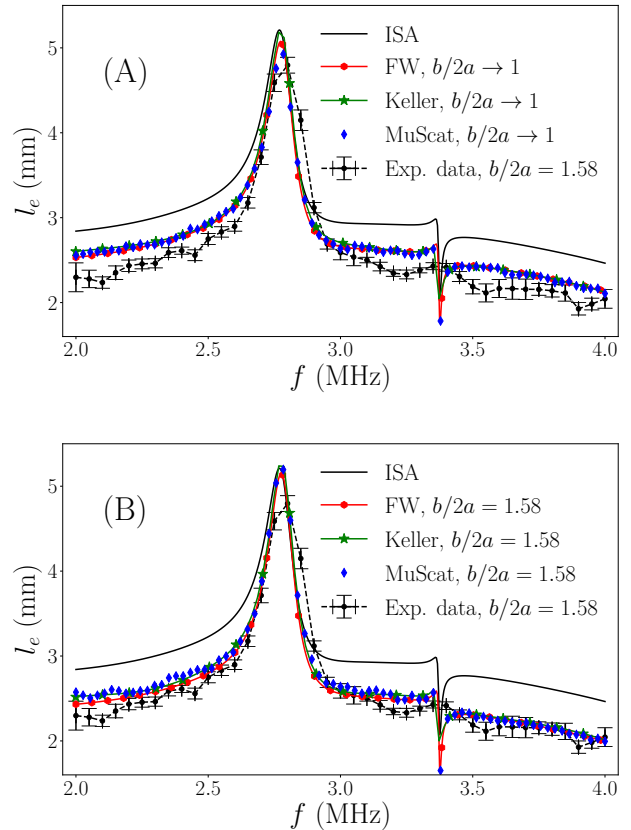 (A)
ISA
FW, b/2a → 1
Keller, b/2a → 1
MuScat, b/2a → 1
Exp. data, b/2a = 1.58
l_e (mm)
5
4
3
2
2.0 2.5 3.0 3.5 4.0
f (MHz)
(B)
ISA
FW, b/2a = 1.58
Keller, b/2a = 1.58
MuScat, b/2a = 1.58
Exp. data, b/2a = 1.58
l_e (mm)
5
4
3
2
2.0 2.5 3.0 3.5 4.0
f (MHz)